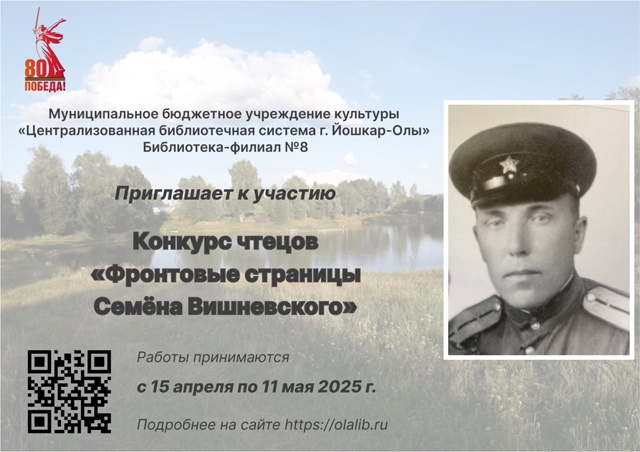 80
ПОБЕДА!
Муниципальное бюджетное учреждение культуры
«Централизованная библиотечная система г. Йошкар-Олы»
Библиотека-филиал №8
Приглашает к участию
Конкурс чтецов
«Фронтовые страницы
Семёна Вишневского»
Работы принимаются
с 15 апреля по 11 мая 2025 г.
Подробнее на сайте https://olalib.ru